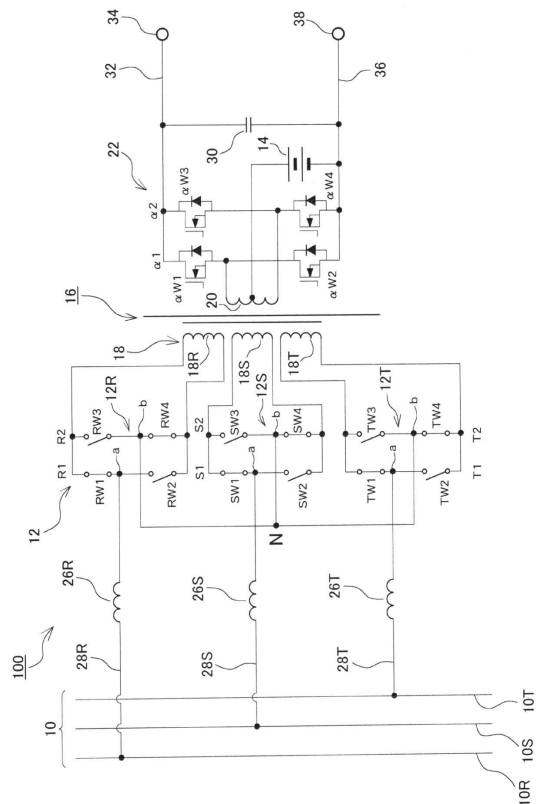 34
32
36
38
22
30
14
α2
αW3
αW4
α1
αW1
αW2
20
16
18
18R
18S
18T
12R
12S
12T
R2
RW3
b
RW4
S2
SW3
b
SW4
TW3
b
TW4
T2
R1
RW1
a
RW2
S1
SW1
a
SW2
TW1
a
TW2
T1
12
N
26R
26S
26T
100
28R
28S
28T
10
10T
10S
10R